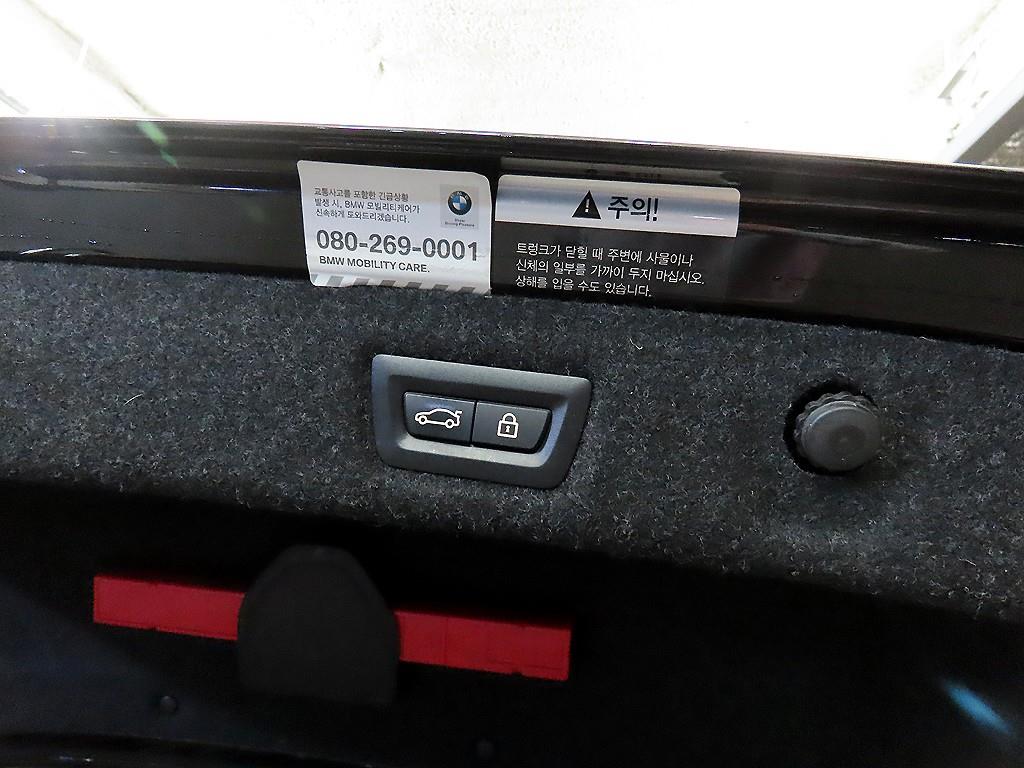 교통사고를 포함한 긴급상황
발생 시, BMW 모빌리티케어가
신속하게 도와드리겠습니다.
080-269-0001
BMW MOBILITY CARE.
주의!
트렁크가 닫힐 때 주변에 사물이나
신체의 일부를 가까이 두지 마십시오.
상해를 입을 수도 있습니다.